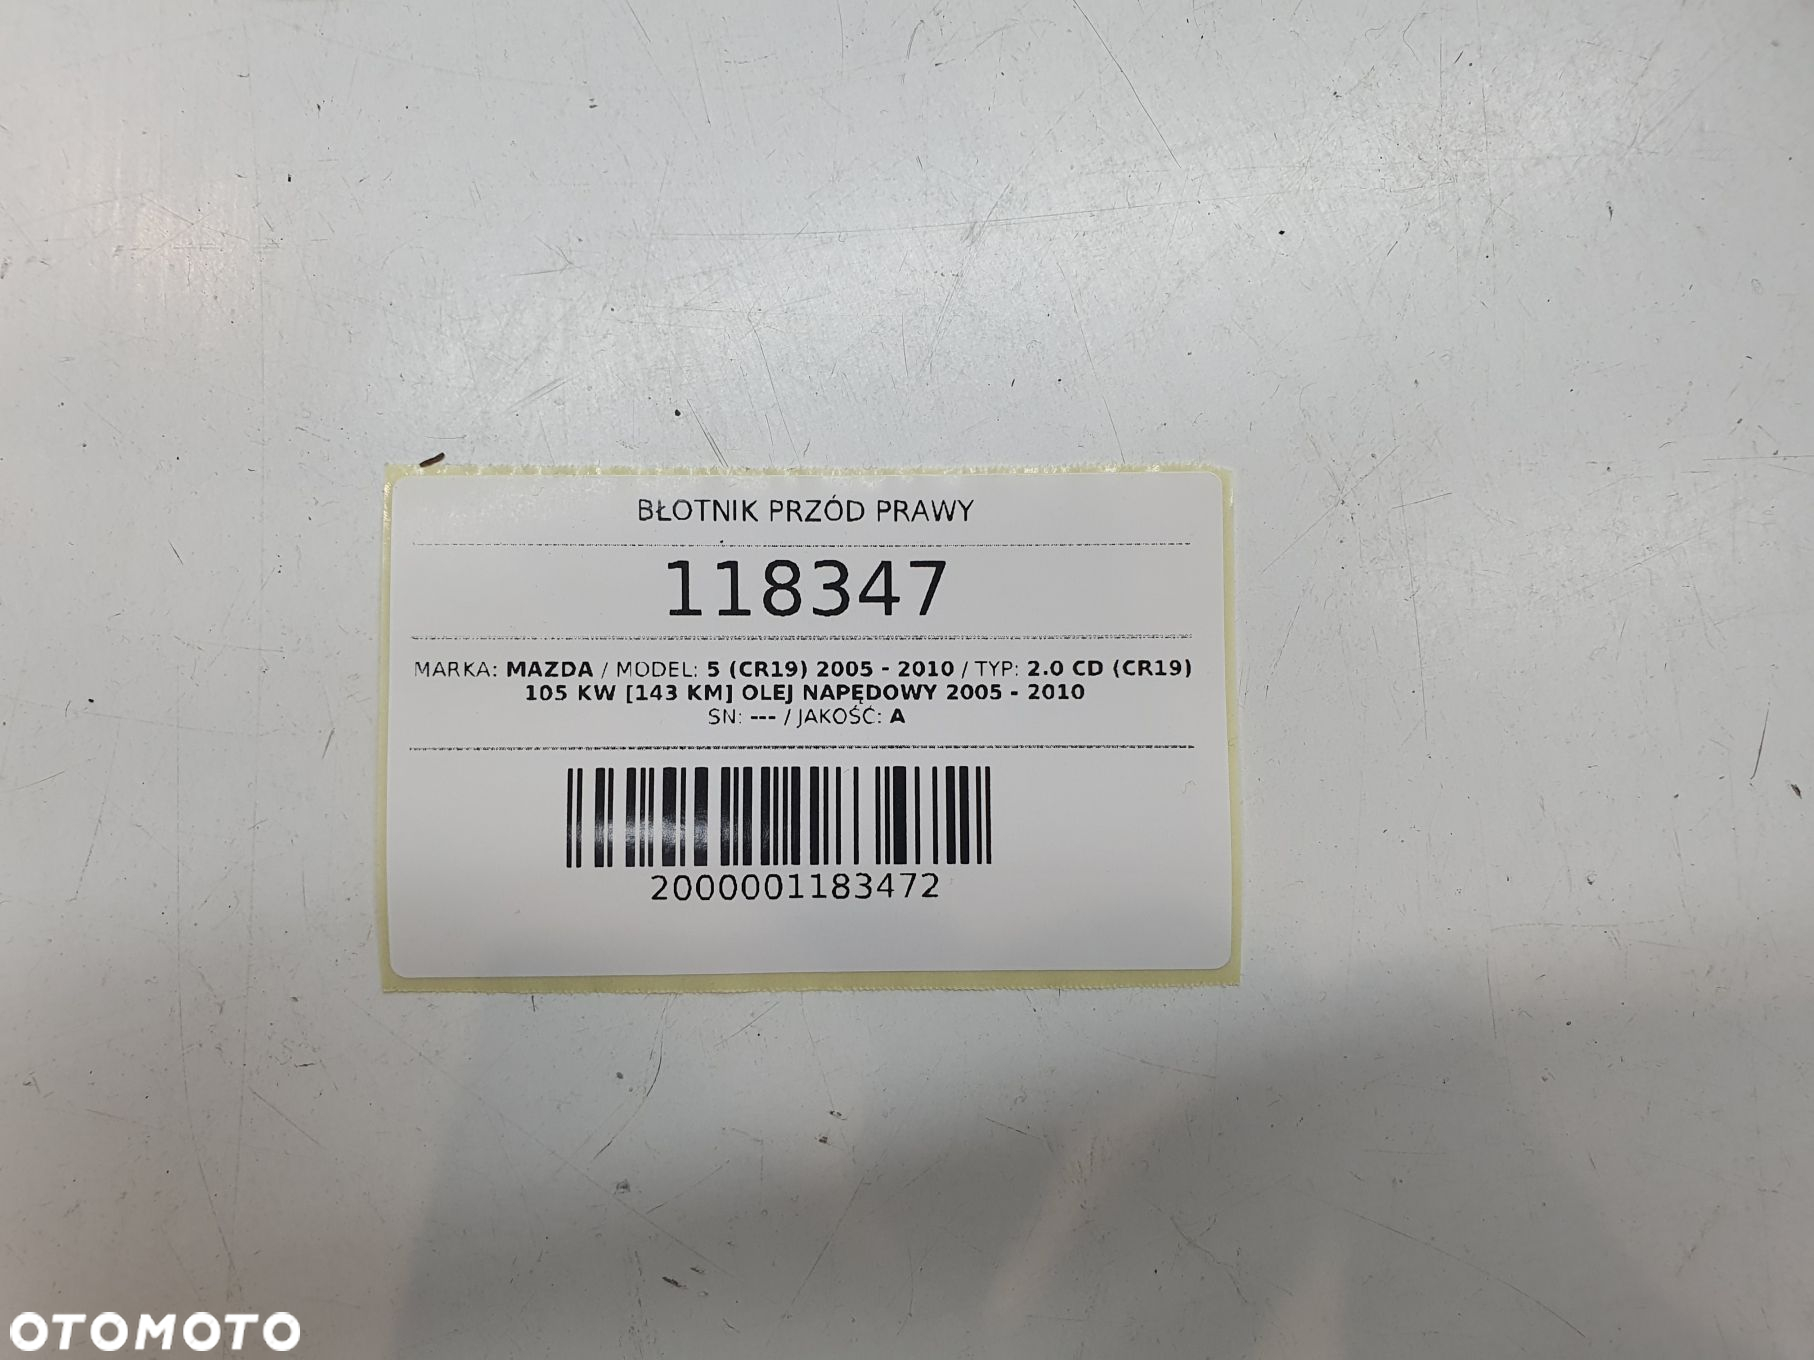 BŁOTNIK PRZÓD PRAWY
118347
MARKA: MAZDA / MODEL: 5 (CR19) 2005 - 2010 / TYP: 2.0 CD (CR19)
105 KW [143 KM] OLEJ NAPĘDOWY 2005 - 2010
SN: --- / JAKOŚĆ: A
2000001183472
OTOMOTO